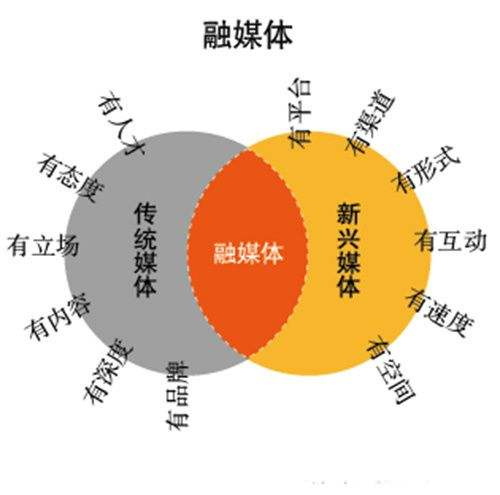 融媒体
有人才
有态度
有立场
有内容
有深度
有品牌
传统媒体
融媒体
新兴媒体
有平台
有渠道
有形式
有互动
有速度
有空间